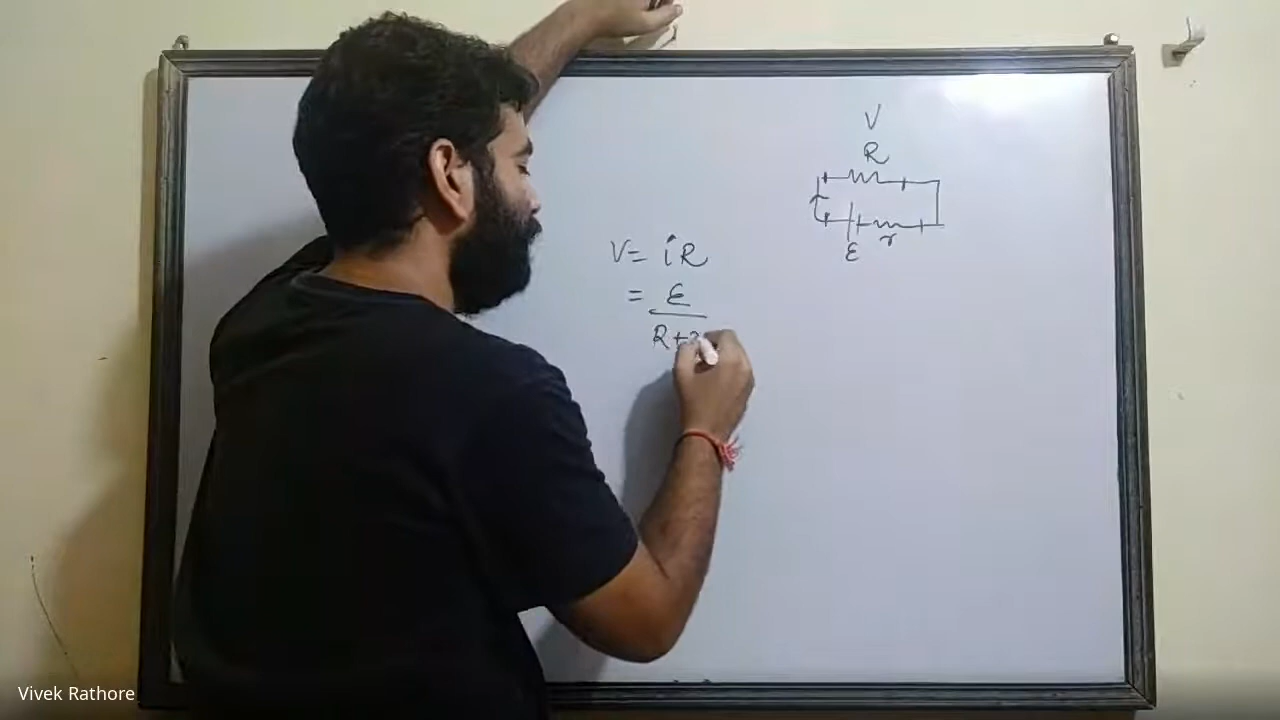 V
R
ε
r
V = iR
= ε
R+
Vivek Rathore